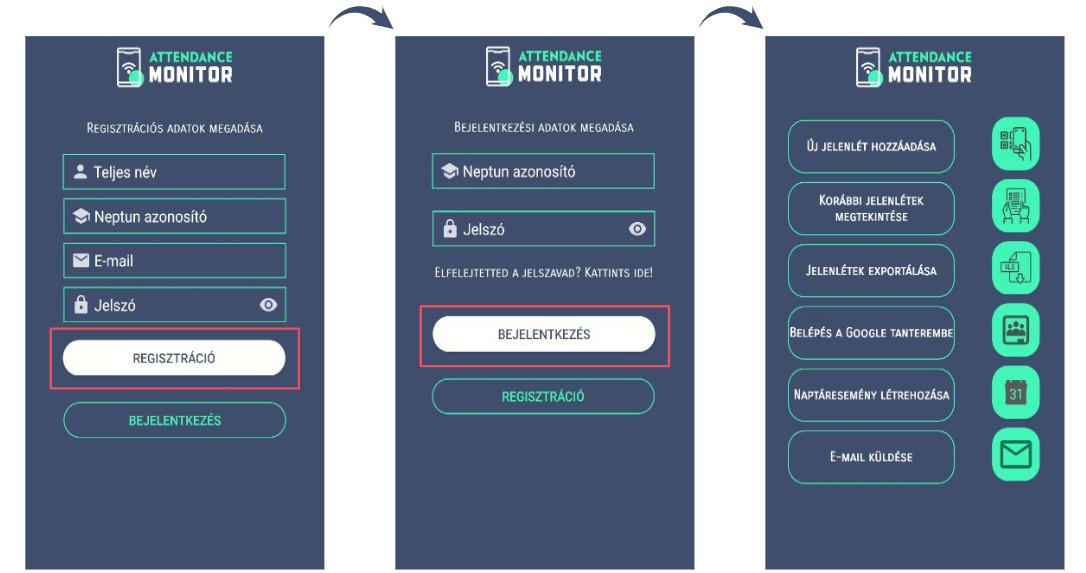 ATTENDANCE
MONITOR
Regisztrációs adatok megadása
Teljes név
Neptun azonosító
E-mail
Jelszó
REGISZTRÁCIÓ
BEJELENTKEZÉS
ATTENDANCE
MONITOR
Bejelentkezési adatok megadása
Neptun azonosító
Jelszó
Elfelejtetted a jelszavad? Kattints ide!
BEJELENTKEZÉS
REGISZTRÁCIÓ
ATTENDANCE
MONITOR
Új jelenlét hozzáadása
Korábbi jelenlétek
megtekintése
Jelenlétek exportálása
XLS
Belépés a Google tanterembe
Naptáresemény létrehozása
31
E-mail küldése